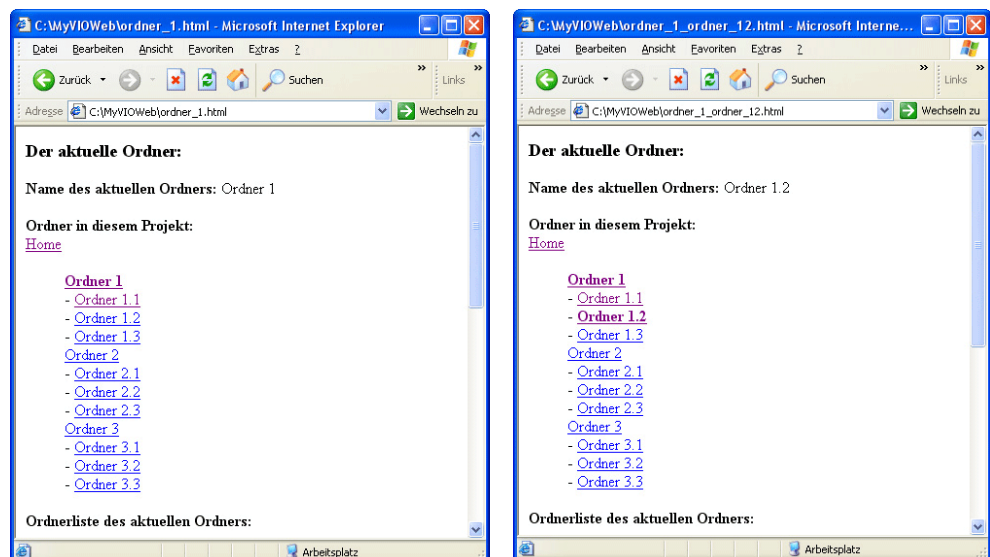 C:\MyVIOWeb\ordner_1.html - Microsoft Internet Explorer
Datei Bearbeiten Ansicht Favoriten Extras ?
Zurück Suchen » Links »
Adresse C:\MyVIOWeb\ordner_1.html Wechseln zu
Der aktuelle Ordner:
Name des aktuellen Ordners: Ordner 1
Ordner in diesem Projekt:
Home
Ordner 1
- Ordner 1.1
- Ordner 1.2
- Ordner 1.3
Ordner 2
- Ordner 2.1
- Ordner 2.2
- Ordner 2.3
Ordner 3
- Ordner 3.1
- Ordner 3.2
- Ordner 3.3
Ordnerliste des aktuellen Ordners:
Arbeitsplatz
C:\MyVIOWeb\ordner_1_ordner_12.html - Microsoft Interne...
Datei Bearbeiten Ansicht Favoriten Extras ?
Zurück Suchen » Links »
Adresse C:\MyVIOWeb\ordner_1_ordner_12.html Wechseln zu
Der aktuelle Ordner:
Name des aktuellen Ordners: Ordner 1.2
Ordner in diesem Projekt:
Home
Ordner 1
- Ordner 1.1
- Ordner 1.2
- Ordner 1.3
Ordner 2
- Ordner 2.1
- Ordner 2.2
- Ordner 2.3
Ordner 3
- Ordner 3.1
- Ordner 3.2
- Ordner 3.3
Ordnerliste des aktuellen Ordners:
Arbeitsplatz